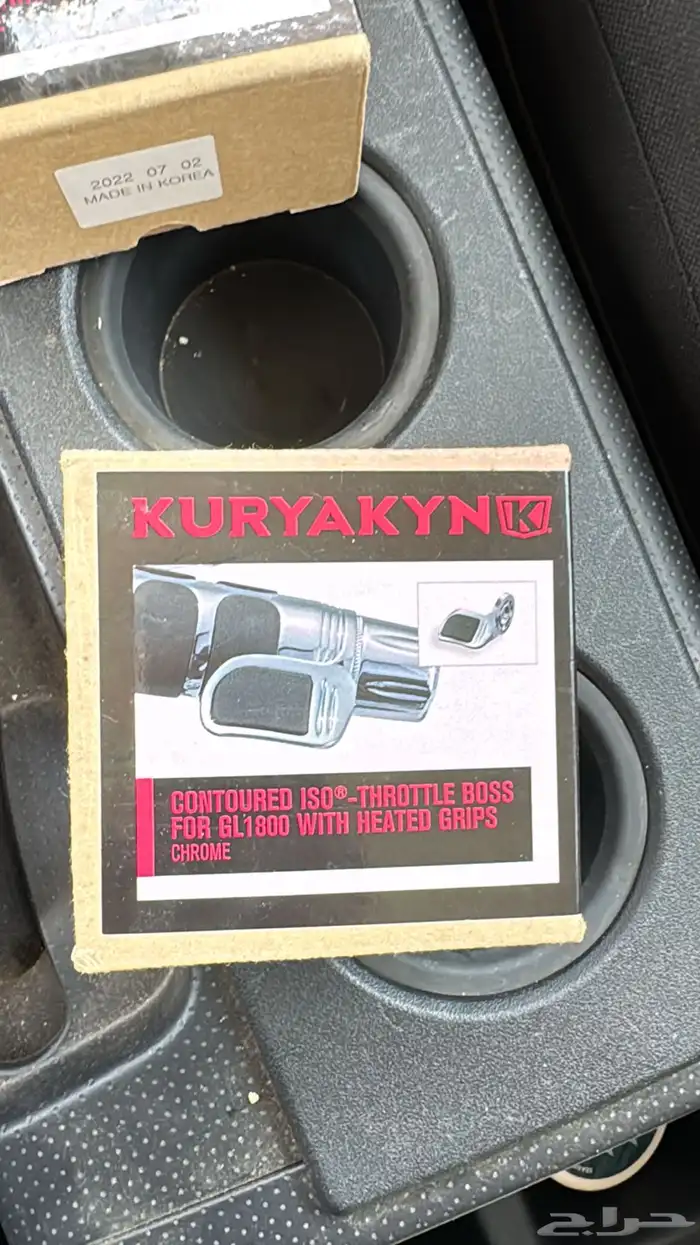 2022 07 02
MADE IN KOREA
KURYAKYN K
CONTOURED ISO®-THROTTLE BOSS
FOR GL1800 WITH HEATED GRIPS
CHROME
حراج